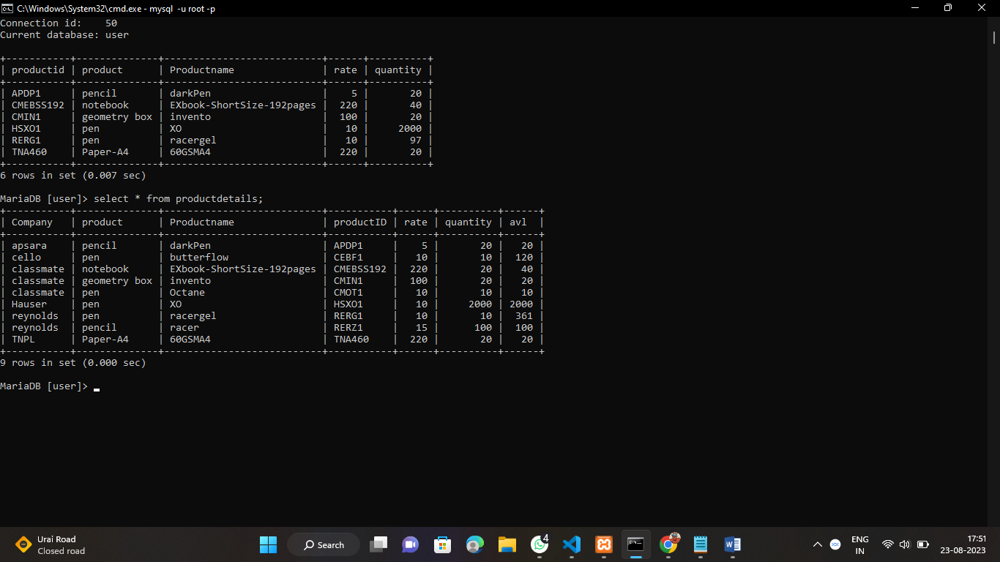 C:\Windows\System32\cmd.exe - mysql -u root -p
Connection id:    50
Current database: user
+-----------+--------------+---------------------------+------+----------+
| productid | product      | Productname               | rate | quantity |
+-----------+--------------+---------------------------+------+----------+
| APDP1     | pencil       | darkPen                   |    5 |       20 |
| CMEBSS192 | notebook     | EXbook-ShortSize-192pages |  220 |       40 |
| CMIN1     | geometry box | invento                   |  100 |       20 |
| HSXO1     | pen          | XO                        |   10 |     2000 |
| RERG1     | pen          | racergel                  |   10 |       97 |
| TNA460    | Paper-A4     | 60GSMA4                   |  220 |       20 |
+-----------+--------------+---------------------------+------+----------+
6 rows in set (0.007 sec)
MariaDB [user]> select * from productdetails;
+-----------+--------------+---------------------------+-----------+------+----------+------+
| Company   | product      | Productname               | productID | rate | quantity | avl  |
+-----------+--------------+---------------------------+-----------+------+----------+------+
| apsara    | pencil       | darkPen                   | APDP1     |    5 |       20 |   20 |
| cello     | pen          | butterflow                | CEBF1     |   10 |       10 |  120 |
| classmate | notebook     | EXbook-ShortSize-192pages | CMEBSS192 |  220 |       20 |   40 |
| classmate | geometry box | invento                   | CMIN1     |  100 |       20 |   20 |
| classmate | pen          | Octane                    | CMOT1     |   10 |       10 |   10 |
| Hauser    | pen          | XO                        | HSXO1     |   10 |     2000 | 2000 |
| reynolds  | pen          | racergel                  | RERG1     |   10 |       10 |  361 |
| reynolds  | pencil       | racer                     | RERZ1     |   15 |      100 |  100 |
| TNPL      | Paper-A4     | 60GSMA4                   | TNA460    |  220 |       20 |   20 |
+-----------+--------------+---------------------------+-----------+------+----------+------+
9 rows in set (0.000 sec)
MariaDB [user]> _
Urai Road
Closed road
Search
4
ENG
IN
17:51
23-08-2023